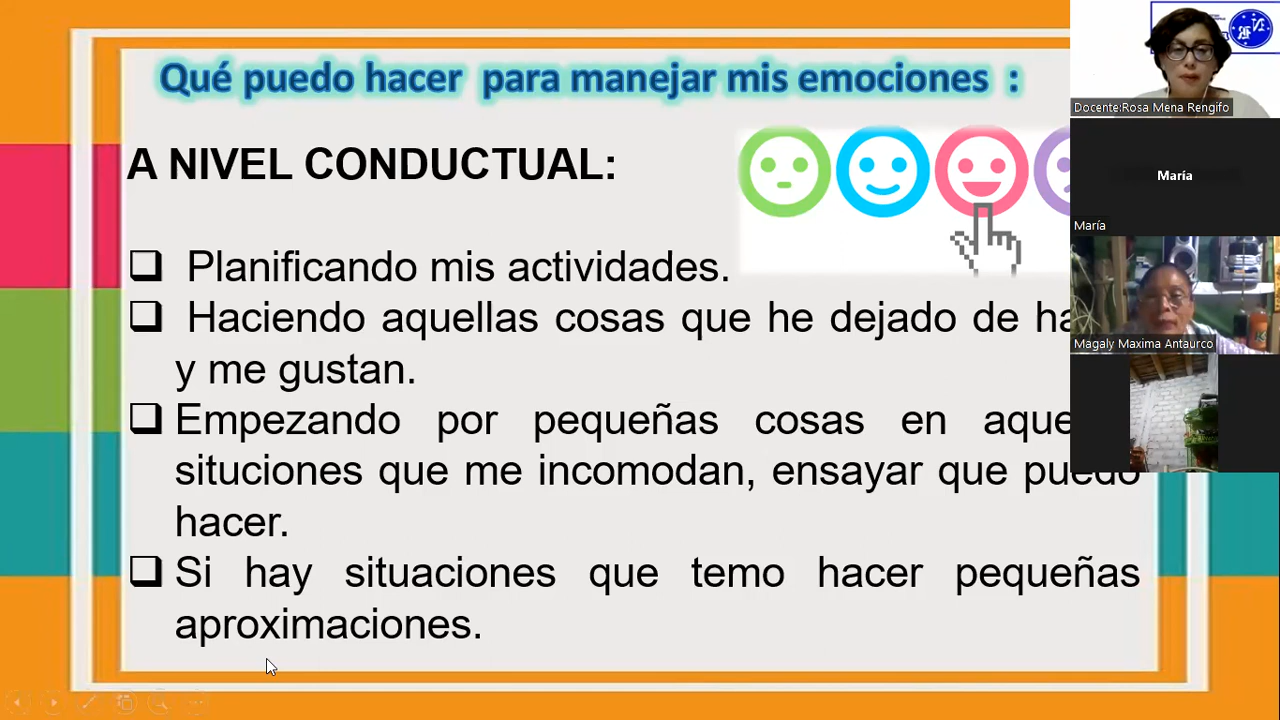 Qué puedo hacer para manejar mis emociones :
A NIVEL CONDUCTUAL:
Planificando mis actividades.
Haciendo aquellas cosas que he dejado de
y me gustan.
Empezando por pequeñas cosas en
situciones que me incomodan, ensayar que puedo
hacer.
Si hay situaciones que temo hacer pequeñas
aproximaciones.
Docente:Rosa Mena Rengifo
María
María
Magaly Maxima Antaurco